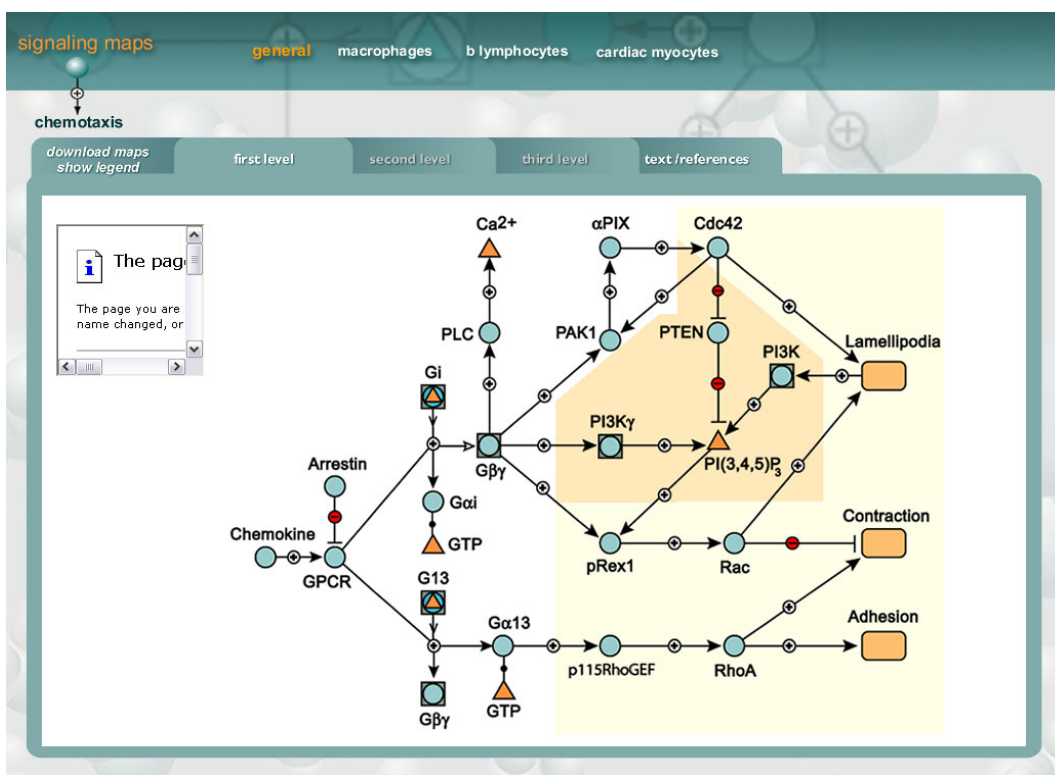 signaling maps
general
macrophages
b lymphocytes
cardiac myocytes
chemotaxis
download maps
show legend
first level
second level
third level
text /references
The pag
The page you are
name changed, or
Ca2+
αPIX
Cdc42
PLC
PAK1
PTEN
Lamellipodia
PI3K
Gi
Gβγ
PI3Kγ
PI(3,4,5)P3
Arrestin
Gαi
GTP
Chemokine
GPCR
pRex1
Rac
Contraction
G13
Gα13
p115RhoGEF
RhoA
Adhesion
Gβγ
GTP